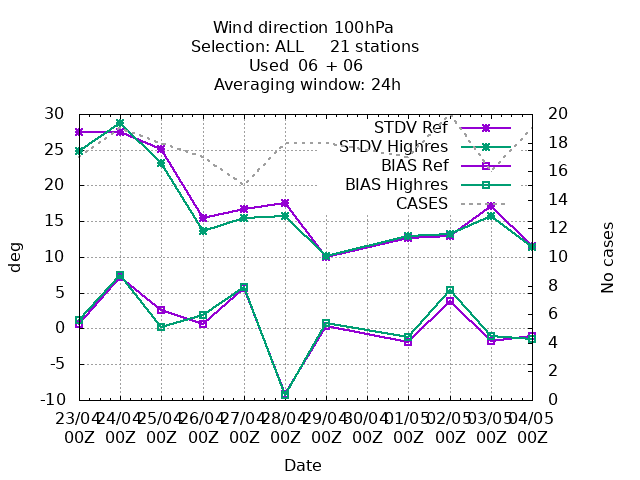 Wind direction 100hPa
Selection: ALL     21 stations
Used  06 + 06
Averaging window: 24h
STDV Ref
STDV Highres
BIAS Ref
BIAS Highres
CASES
30
25
20
15
10
5
0
-5
-10
deg
20
18
16
14
12
10
8
6
4
2
0
No cases
23/04 24/04 25/04 26/04 27/04 28/04 29/04 30/04 01/05 02/05 03/05 04/05
00Z 00Z 00Z 00Z 00Z 00Z 00Z 00Z 00Z 00Z 00Z 00Z
Date